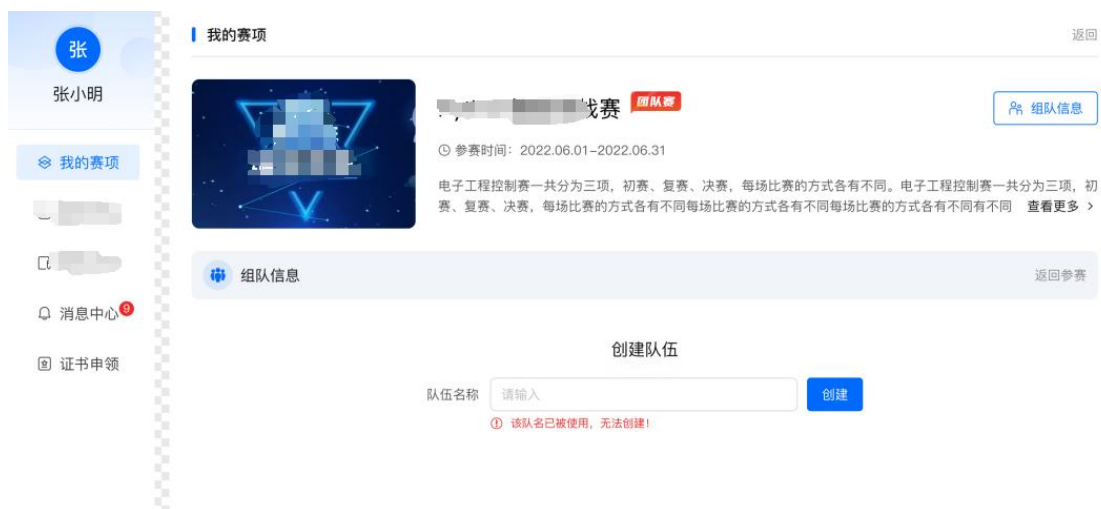 张
张小明
我的赛项
消息中心 9
证书申领
我的赛项
返回
战赛 团队赛
组队信息
参赛时间：2022.06.01-2022.06.31
电子工程控制赛一共分为三项，初赛、复赛、决赛，每场比赛的方式各有不同。电子工程控制赛一共分为三项，初
赛、复赛、决赛，每场比赛的方式各有不同每场比赛的方式各有不同每场比赛的方式各有不同有不同 查看更多 >
组队信息
返回参赛
创建队伍
队伍名称 请输入 创建
该队名已被使用，无法创建！